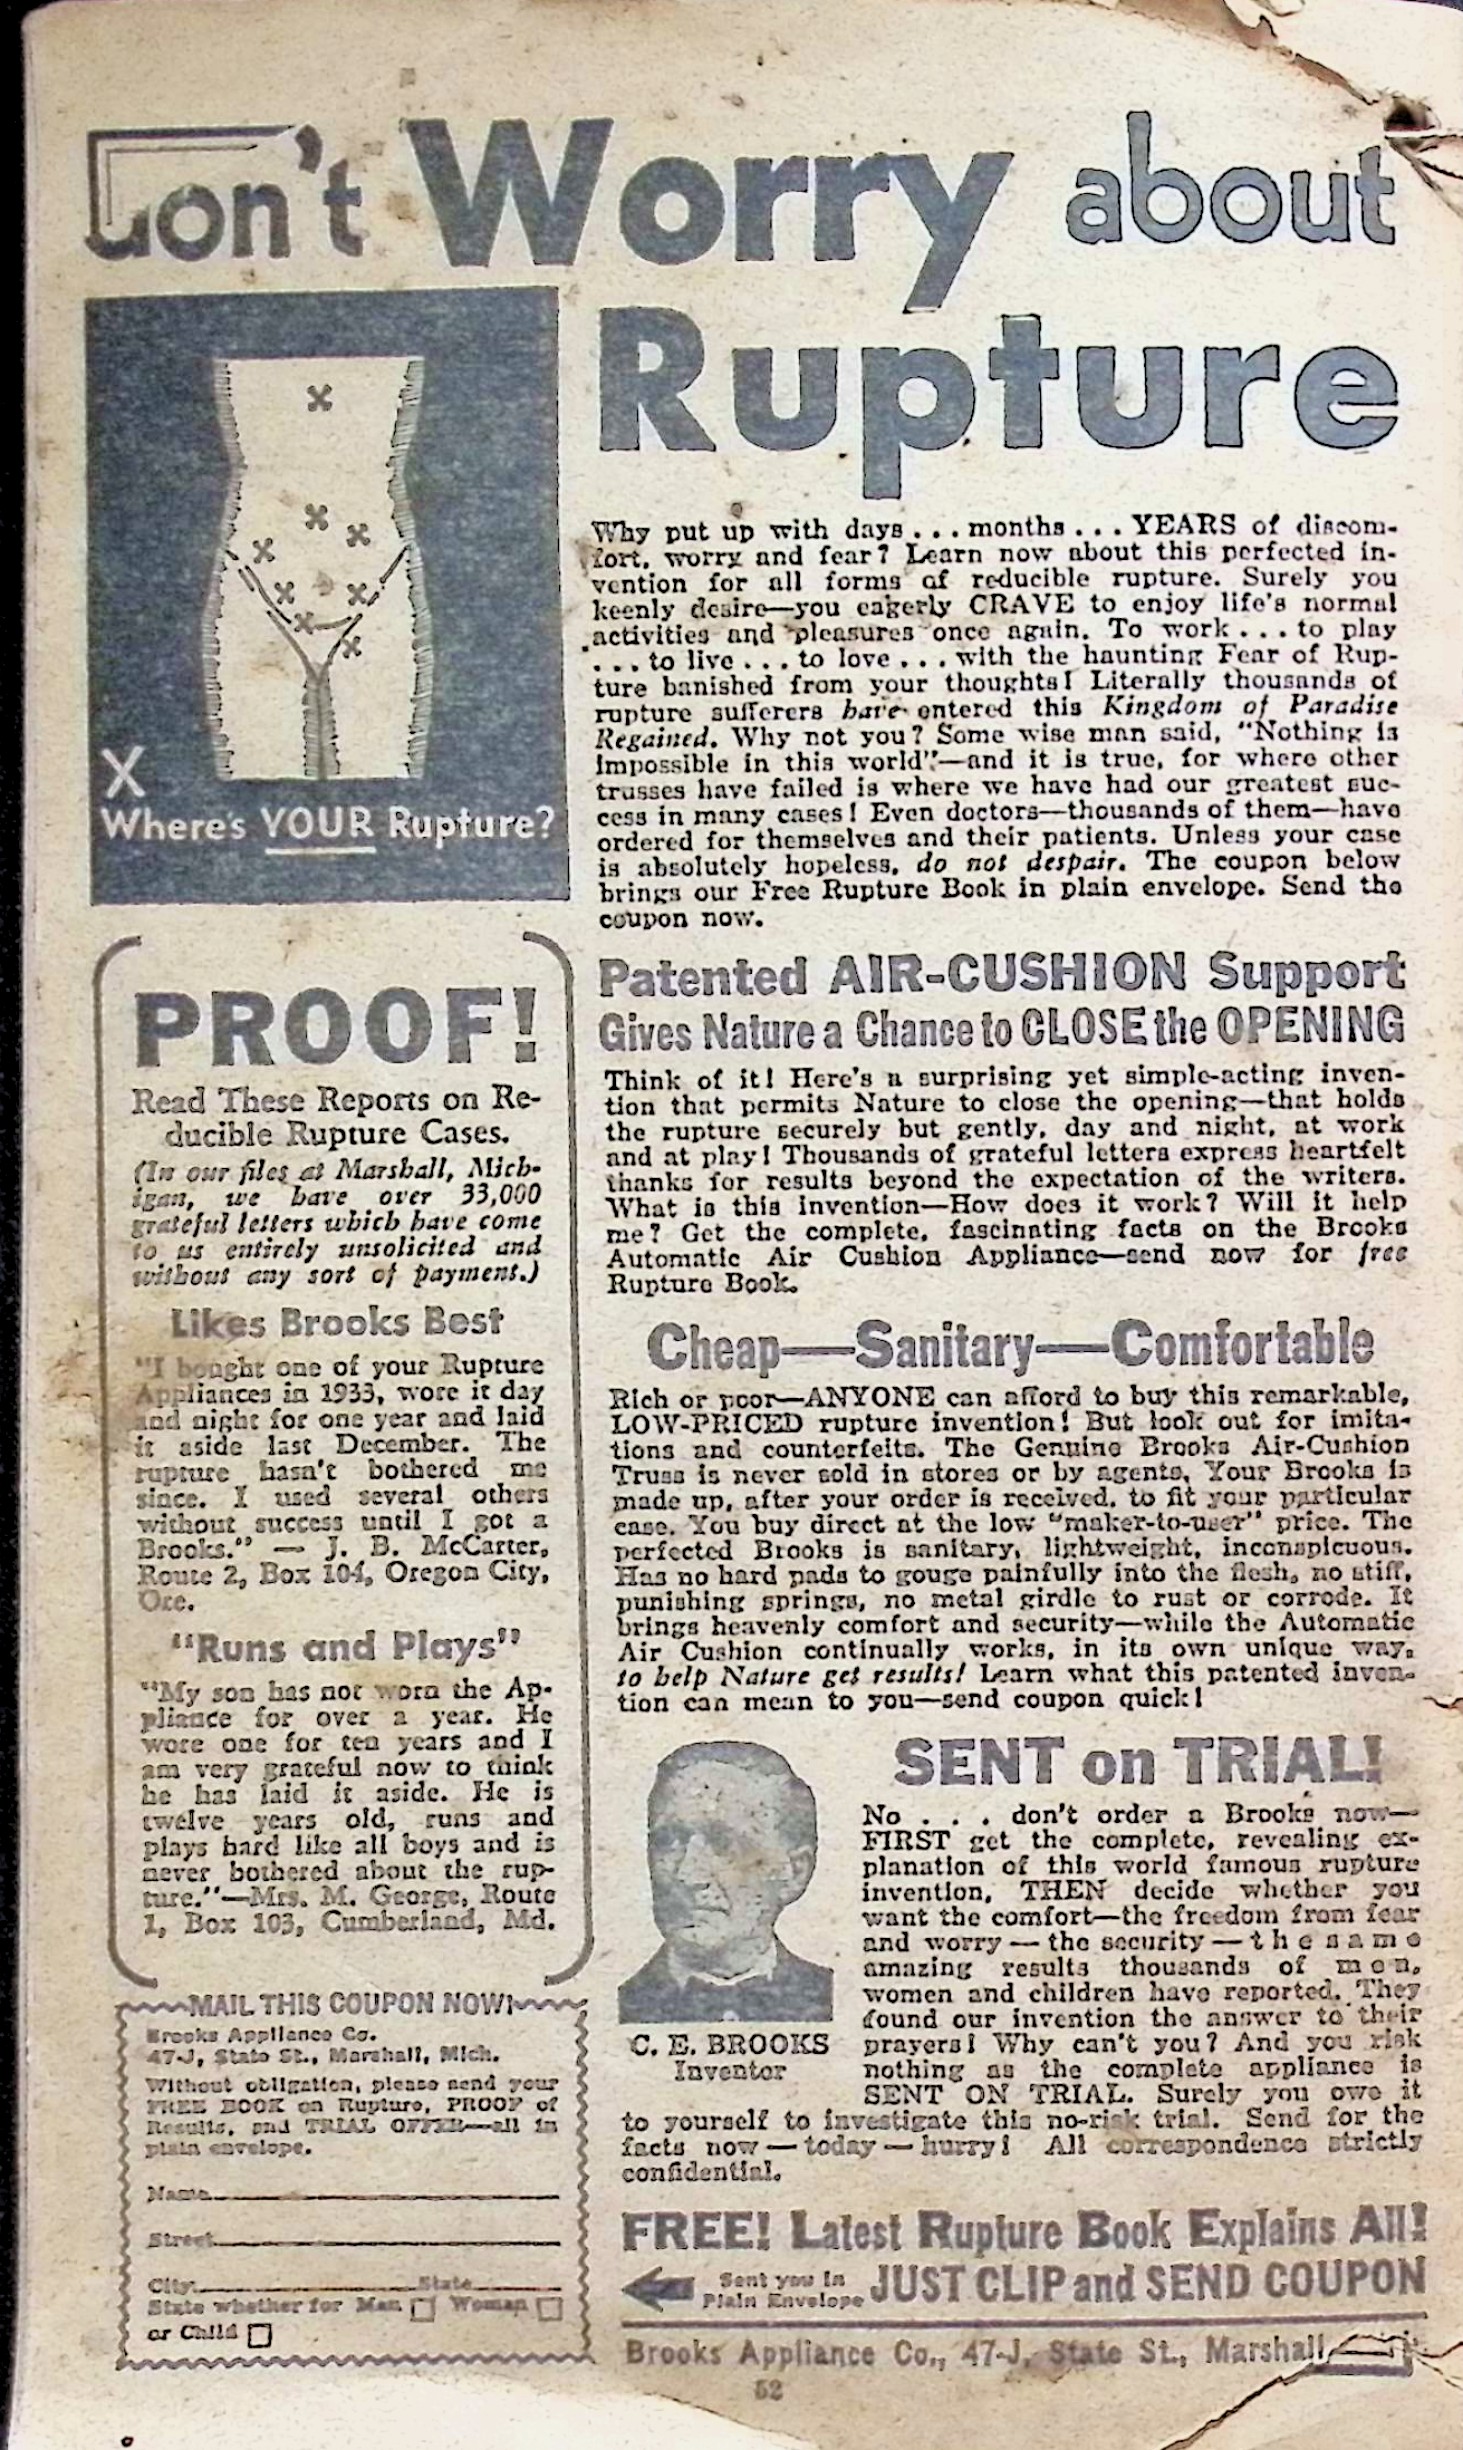 Don't Worry about
Rupture
X
Where's YOUR Rupture?
Why put up with days . . . months . . . YEARS of discom-
fort, worry and fear? Learn now about this perfected in-
vention for all forms of reducible rupture. Surely you
keenly desire—you eagerly CRAVE to enjoy life's normal
activities and pleasures once again. To work . . . to play
. . . to live . . . to love . . . with the haunting Fear of Rup-
ture banished from your thoughts! Literally thousands of
rupture sufferers have entered this Kingdom of Paradise
Regained. Why not you? Some wise man said, "Nothing is
impossible in this world"—and it is true, for where other
trusses have failed is where we have had our greatest suc-
cess in many cases! Even doctors—thousands of them—have
ordered for themselves and their patients. Unless your case
is absolutely hopeless, do not despair. The coupon below
brings our Free Rupture Book in plain envelope. Send the
coupon now.
Patented AIR-CUSHION Support
Gives Nature a Chance to CLOSE the OPENING
Think of it! Here's a surprising yet simple-acting inven-
tion that permits Nature to close the opening—that holds
the rupture securely but gently, day and night, at work
and at play! Thousands of grateful letters express heartfelt
thanks for results beyond the expectation of the writers.
What is this invention—How does it work? Will it help
me? Get the complete, fascinating facts on the Brooks
Automatic Air Cushion Appliance—send now for free
Rupture Book.
Cheap—Sanitary—Comfortable
Rich or poor—ANYONE can afford to buy this remarkable,
LOW-PRICED rupture invention! But look out for imita-
tions and counterfeits. The Genuine Brooks Air-Cushion
Truss is never sold in stores or by agents. Your Brooks is
made up, after your order is received, to fit your particular
case. You buy direct at the low "maker-to-user" price. The
perfected Brooks is sanitary, lightweight, inconspicuous.
Has no hard pads to gouge painfully into the flesh, no stiff,
punishing springs, no metal girdle to rust or corrode. It
brings heavenly comfort and security—while the Automatic
Air Cushion continually works, in its own unique way,
to help Nature get results! Learn what this patented inven-
tion can mean to you—send coupon quick!
SENT on TRIAL!
No . . . don't order a Brooks now—
FIRST get the complete, revealing ex-
planation of this world famous rupture
invention, THEN decide whether you
want the comfort—the freedom from fear
and worry — the security — the same
amazing results thousands of men,
women and children have reported. They
found our invention the answer to their
prayers! Why can't you? And you risk
nothing as the complete appliance is
SENT ON TRIAL. Surely you owe it
to yourself to investigate this no-risk trial. Send for the
facts now — today — hurry! All correspondence strictly
confidential.
C. E. BROOKS
Inventor
FREE! Latest Rupture Book Explains All!
Sent you in
Plain Envelope
JUST CLIP and SEND COUPON
Brooks Appliance Co., 47-J, State St., Marshall,
PROOF!
Read These Reports on Re-
ducible Rupture Cases.
(In our files at Marshall, Mich-
igan, we have over 33,000
grateful letters which have come
to us entirely unsolicited and
without any sort of payment.)
Likes Brooks Best
"I bought one of your Rupture
Appliances in 1933, wore it day
and night for one year and laid
it aside last December. The
rupture hasn't bothered me
since. I used several others
without success until I got a
Brooks." — J. B. McCarter,
Route 2, Box 104, Oregon City,
Ore.
"Runs and Plays"
"My son has not worn the Ap-
pliance for over a year. He
wore one for ten years and I
am very grateful now to think
he has laid it aside. He is
twelve years old, runs and
plays hard like all boys and is
never bothered about the rup-
ture."—Mrs. M. George, Route
1, Box 103, Cumberland, Md.
MAIL THIS COUPON NOW!
Brooks Appliance Co.
47-J, State St., Marshall, Mich.
Without obligation, please send your
FREE BOOK on Rupture, PROOF of
Results, and TRIAL OFFER—all in
plain envelope.
Name
Street
City State
State whether for Man Woman
or Child
52